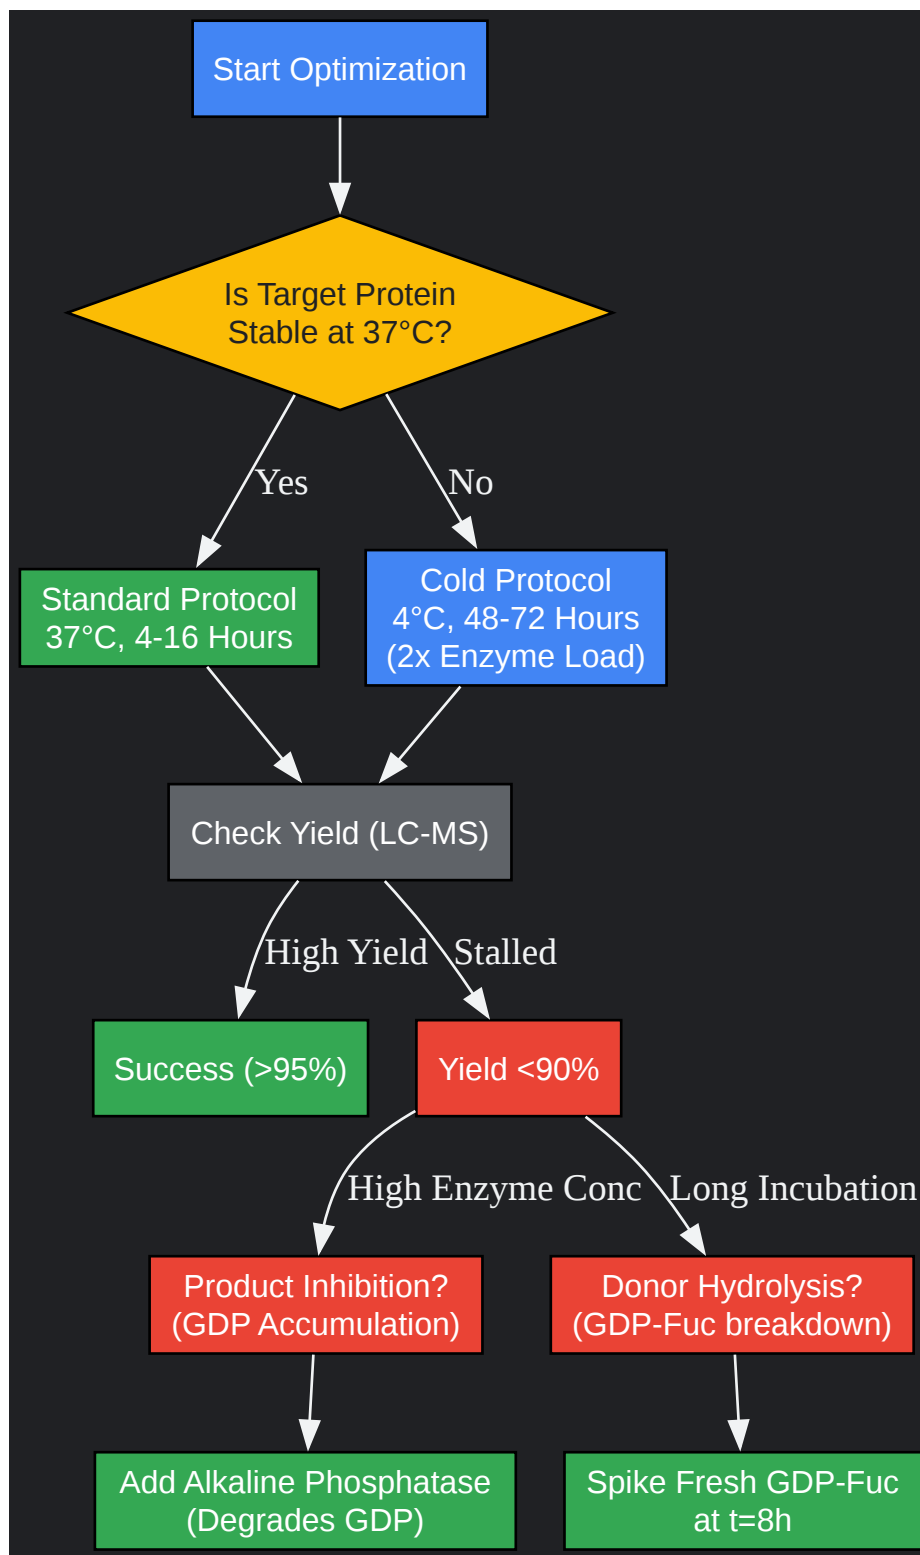 Start Optimization
Is Target Protein
Stable at 37°C?
Yes
No
Standard Protocol
37°C, 4-16 Hours
Cold Protocol
4°C, 48-72 Hours
(2x Enzyme Load)
Check Yield (LC-MS)
High Yield
Stalled
Success (>95%)
Yield <90%
High Enzyme Conc
Long Incubation
Product Inhibition?
(GDP Accumulation)
Donor Hydrolysis?
(GDP-Fuc breakdown)
Add Alkaline Phosphatase
(Degrades GDP)
Spike Fresh GDP-Fuc
at t=8h